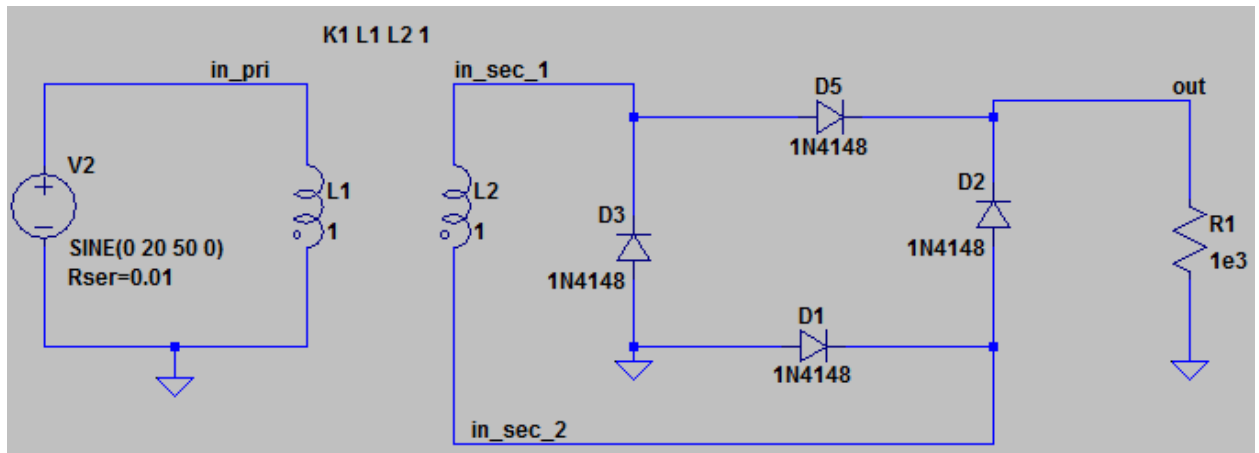 K1 L1 L2 1
in_pri
in_sec_1
D5
out
1N4148
V2
L1
L2
D2
D3
R1
1
1
SINE(0 20 50 0)
1N4148
1e3
Rser=0.01
1N4148
D1
1N4148
in_sec_2